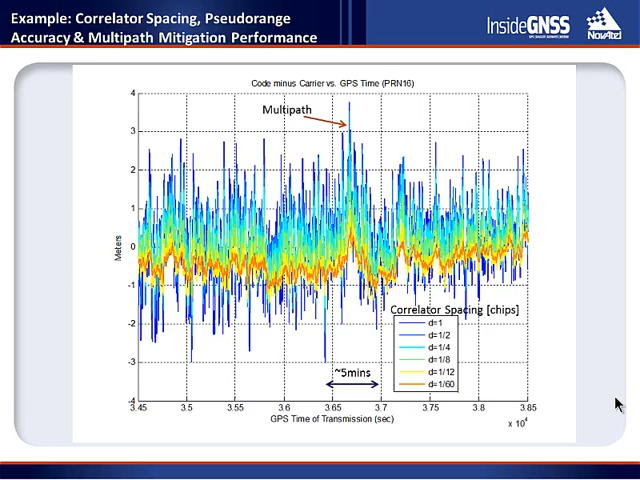 Example: Correlator Spacing, Pseudorange
Accuracy & Multipath Mitigation Performance
InsideGNSS
NovAtel
Code minus Carrier vs. GPS Time (PRN16)
Multipath
4
3
2
1
0
-1
-2
-3
-4
Meters
Correlator Spacing [chips]
d=1
d=1/2
d=1/4
d=1/8
d=1/12
d=1/60
~5mins
3.45
3.5
3.55
3.6
3.65
3.7
3.75
3.8
3.85
GPS Time of Transmission (sec)
x 10⁴